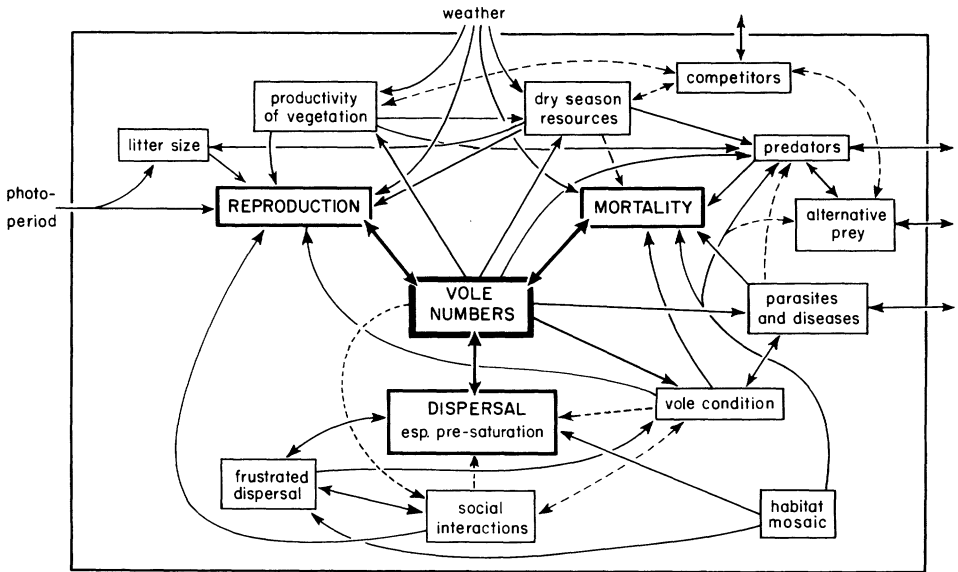 weather
competitors
productivity
of vegetation
dry season
resources
litter size
predators
photo-
period
REPRODUCTION
MORTALITY
alternative
prey
VOLE
NUMBERS
parasites
and diseases
DISPERSAL
esp. pre-saturation
vole condition
frustrated
dispersal
social
interactions
habitat
mosaic